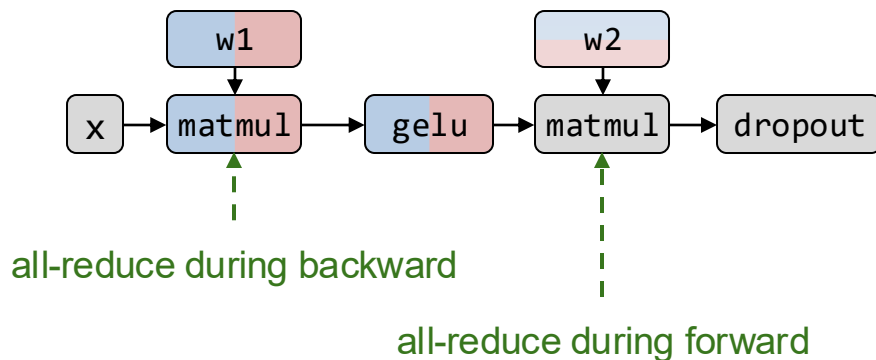 w1
w2
x
matmul
gelu
matmul
dropout
all-reduce during backward
all-reduce during forward